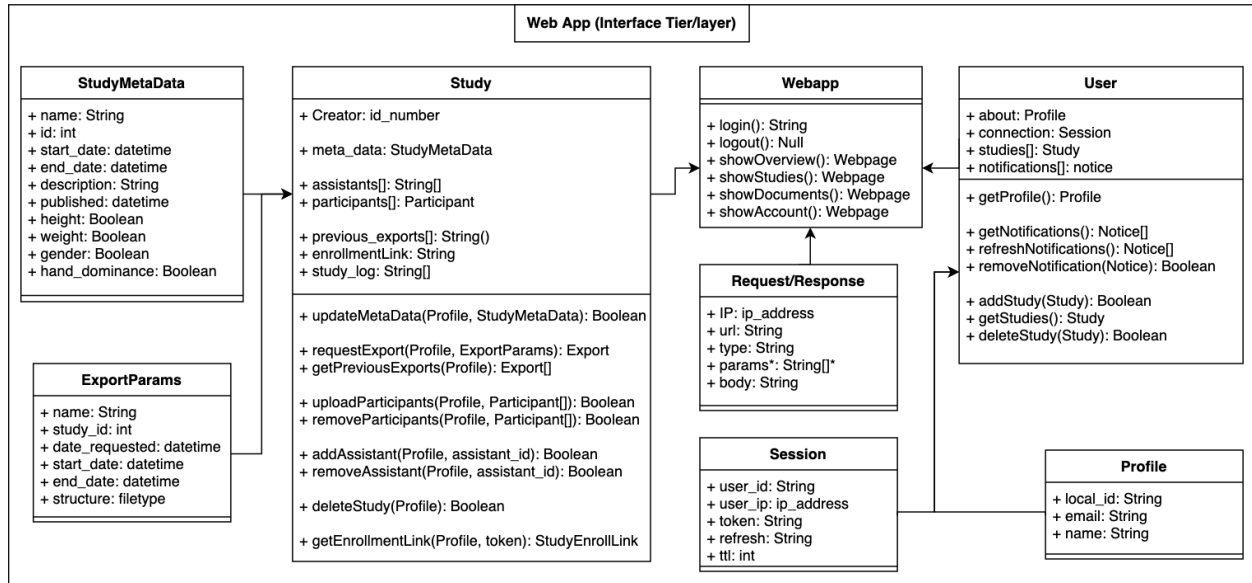 Web App (Interface Tier/layer)
StudyMetaData
+ name: String
+ id: int
+ start_date: datetime
+ end_date: datetime
+ description: String
+ published: datetime
+ height: Boolean
+ weight: Boolean
+ gender: Boolean
+ hand_dominance: Boolean
ExportParams
+ name: String
+ study_id: int
+ date_requested: datetime
+ start_date: datetime
+ end_date: datetime
+ structure: filetype
Study
+ Creator: id_number
+ meta_data: StudyMetaData
+ assistants[]: String[]
+ participants[]: Participant
+ previous_exports[]: String()
+ enrollmentLink: String
+ study_log: String[]
+ updateMetaData(Profile, StudyMetaData): Boolean
+ requestExport(Profile, ExportParams): Export
+ getPreviousExports(Profile): Export[]
+ uploadParticipants(Profile, Participant[]): Boolean
+ removeParticipants(Profile, Participant[]): Boolean
+ addAssistant(Profile, assistant_id): Boolean
+ removeAssistant(Profile, assistant_id): Boolean
+ deleteStudy(Profile): Boolean
+ getEnrollmentLink(Profile, token): StudyEnrollLink
Webapp
+ login(): String
+ logout(): Null
+ showOverview(): Webpage
+ showStudies(): Webpage
+ showDocuments(): Webpage
+ showAccount(): Webpage
Request/Response
+ IP: ip_address
+ url: String
+ type: String
+ params*: String[]*
+ body: String
Session
+ user_id: String
+ user_ip: ip_address
+ token: String
+ refresh: String
+ ttl: int
User
+ about: Profile
+ connection: Session
+ studies[]: Study
+ notifications[]: notice
+ getProfile(): Profile
+ getNotifications(): Notice[]
+ refreshNotifications(): Notice[]
+ removeNotification(Notice): Boolean
+ addStudy(Study): Boolean
+ getStudies(): Study
+ deleteStudy(Study): Boolean
Profile
+ local_id: String
+ email: String
+ name: String